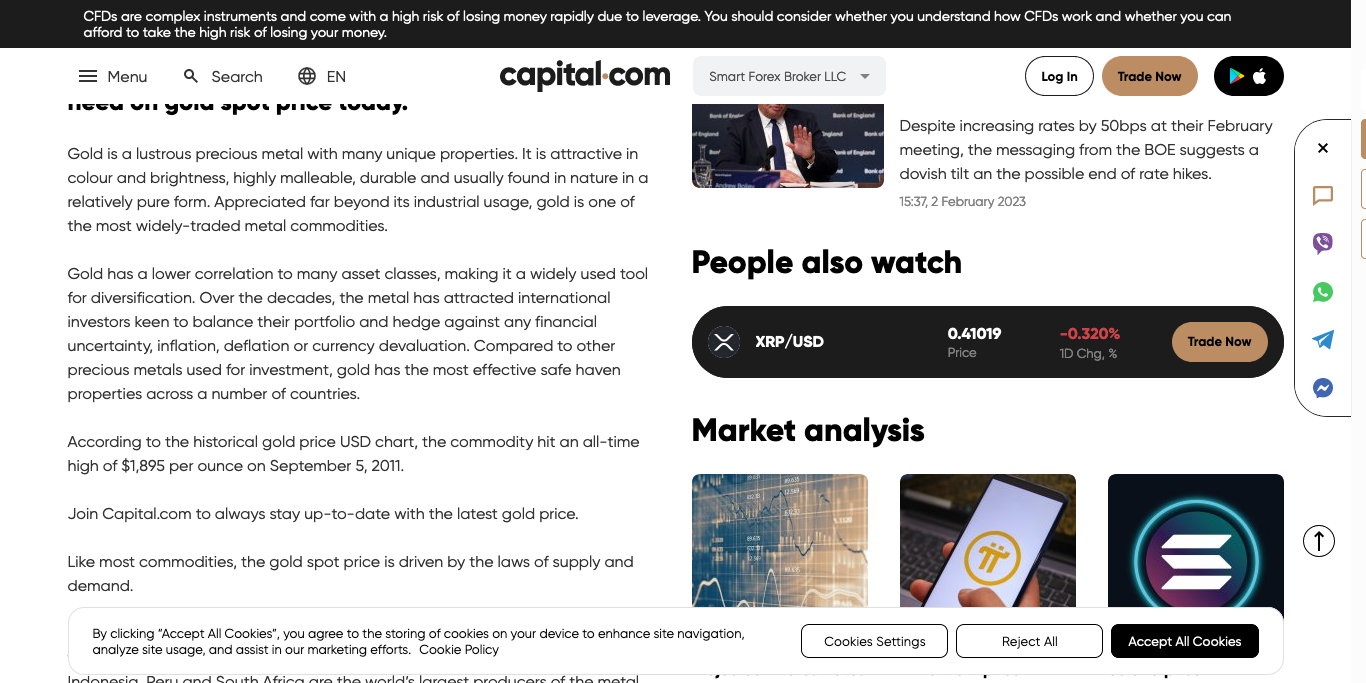 CFDs are complex instruments and come with a high risk of losing money rapidly due to leverage. You should consider whether you understand how CFDs work and whether you can
afford to take the high risk of losing your money.
Menu
Search
EN
capital.com
Smart Forex Broker LLC
Log In
Trade Now
need on gold spot price today.
Gold is a lustrous precious metal with many unique properties. It is attractive in
colour and brightness, highly malleable, durable and usually found in nature in a
relatively pure form. Appreciated far beyond its industrial usage, gold is one of
the most widely-traded metal commodities.
Gold has a lower correlation to many asset classes, making it a widely used tool
for diversification. Over the decades, the metal has attracted international
investors keen to balance their portfolio and hedge against any financial
uncertainty, inflation, deflation or currency devaluation. Compared to other
precious metals used for investment, gold has the most effective safe haven
properties across a number of countries.
According to the historical gold price USD chart, the commodity hit an all-time
high of $1,895 per ounce on September 5, 2011.
Join Capital.com to always stay up-to-date with the latest gold price.
Like most commodities, the gold spot price is driven by the laws of supply and
demand.
Indonesia, Peru and South Africa are the world's largest producers of the metal
Bank of England
Despite increasing rates by 50bps at their February
meeting, the messaging from the BOE suggests a
dovish tilt an the possible end of rate hikes.
15:37, 2 February 2023
People also watch
XRP/USD
0.41019
Price
-0.320%
1D Chg, %
Trade Now
Market analysis
By clicking “Accept All Cookies”, you agree to the storing of cookies on your device to enhance site navigation,
analyze site usage, and assist in our marketing efforts. Cookie Policy
Cookies Settings
Reject All
Accept All Cookies